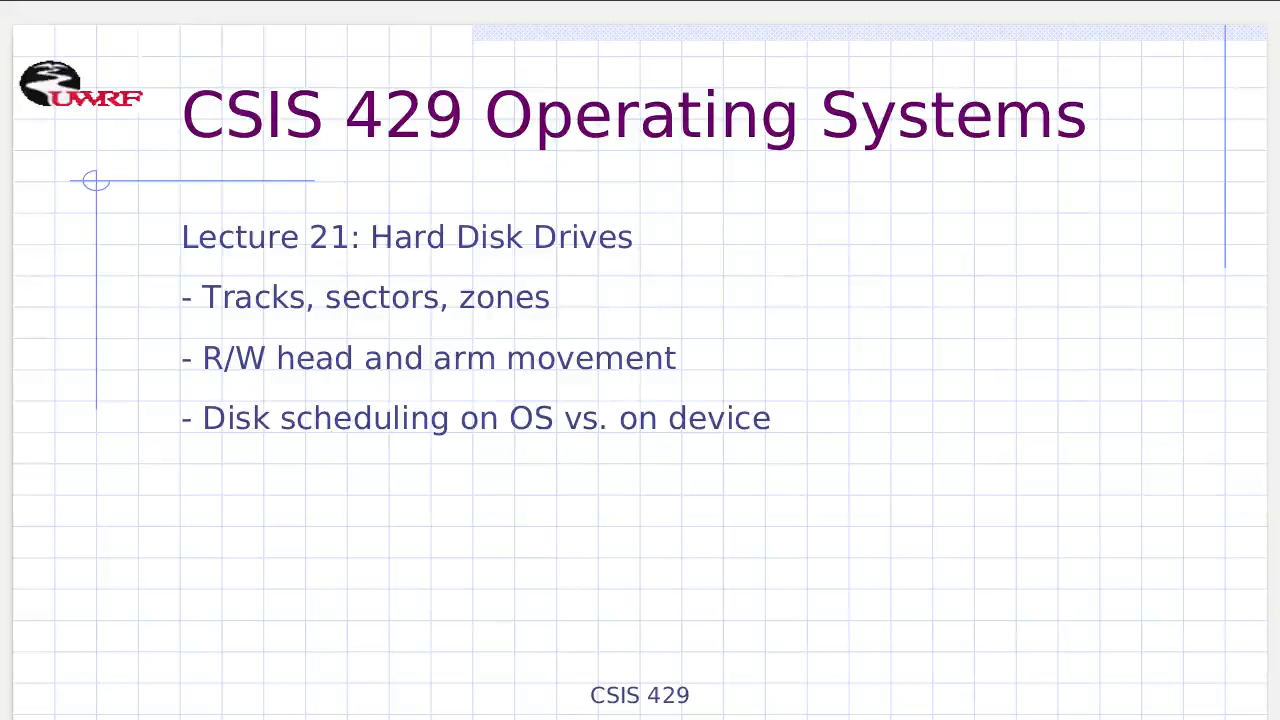 UWRF
CSIS 429 Operating Systems
Lecture 21: Hard Disk Drives
- Tracks, sectors, zones
- R/W head and arm movement
- Disk scheduling on OS vs. on device
CSIS 429